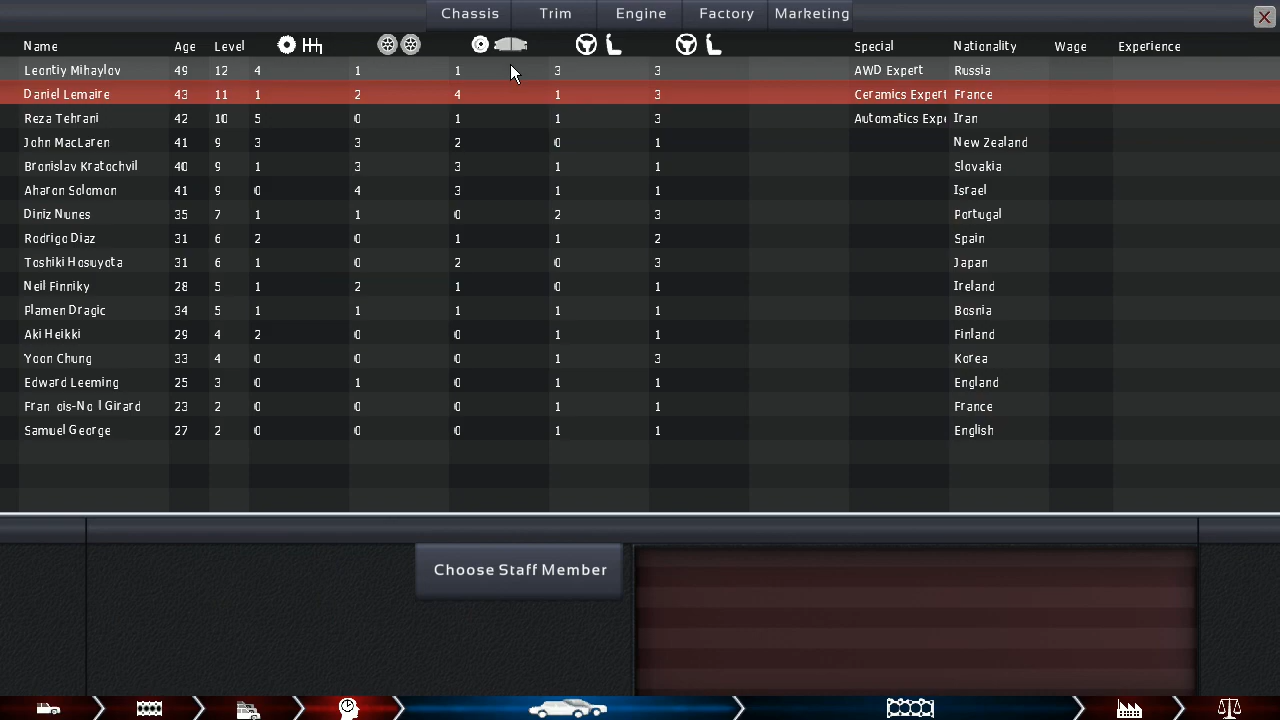 Chassis Trim Engine Factory Marketing
Name Age Level Special Nationality Wage Experience
Leontiy Mihaylov 49 12 4 1 1 3 3 AWD Expert Russia
Daniel Lemaire 43 11 1 2 4 1 3 Ceramics Expert France
Reza Tehrani 42 10 5 0 1 1 3 Automatics Expe Iran
John MacLaren 41 9 3 3 2 0 1 New Zealand
Bronislav Kratochvil 40 9 1 3 3 1 1 Slovakia
Aharon Solomon 41 9 0 4 3 1 1 Israel
Diniz Nunes 35 7 1 1 0 2 3 Portugal
Rodrigo Diaz 31 6 2 0 1 1 2 Spain
Toshiki Hosuyota 31 6 1 0 2 0 3 Japan
Neil Finniky 28 5 1 2 1 0 1 Ireland
Plamen Dragic 34 5 1 1 1 1 1 Bosnia
Aki Heikki 29 4 2 0 0 1 1 Finland
Yoon Chung 33 4 0 0 0 1 3 Korea
Edward Leeming 25 3 0 1 0 1 1 England
Fran ois-No l Girard 23 2 0 0 0 1 1 France
Samuel George 27 2 0 0 0 1 1 English
Choose Staff Member